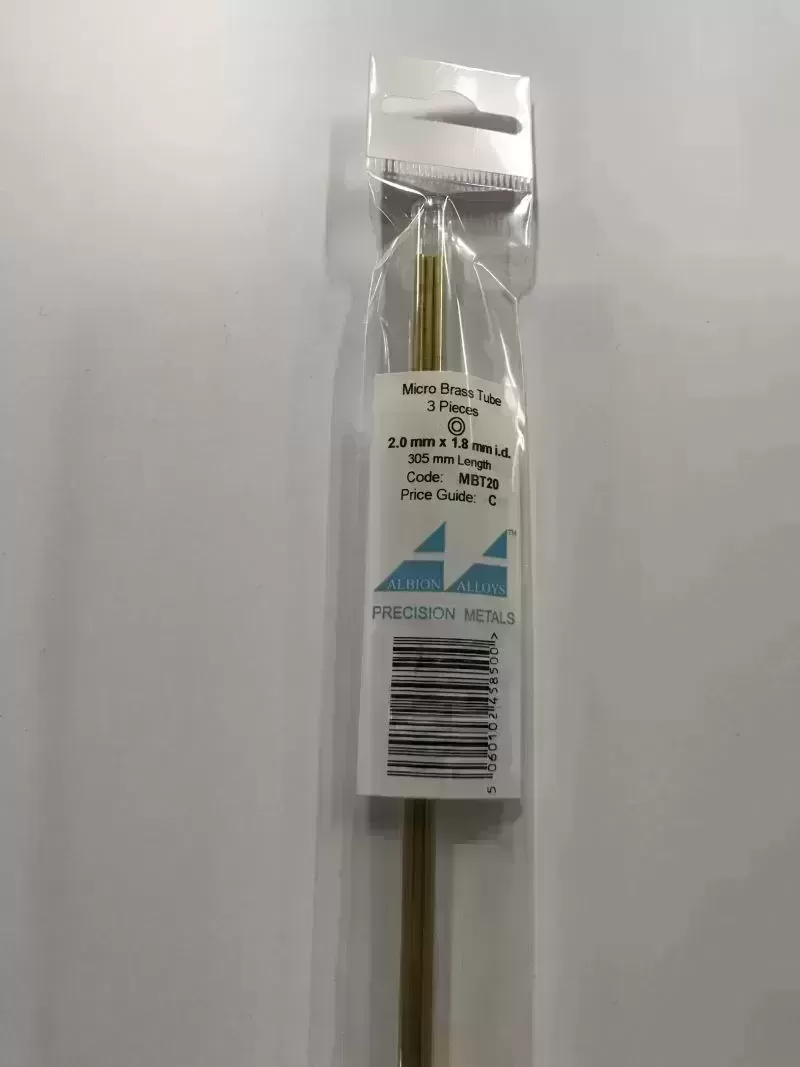 Micro Brass Tube
3 Pieces
2.0 mm x 1.8 mm i.d.
305 mm Length
Code: MBT20
Price Guide: C
TM
ALBION ALLOYS
PRECISION METALS
5 060102 458500 >